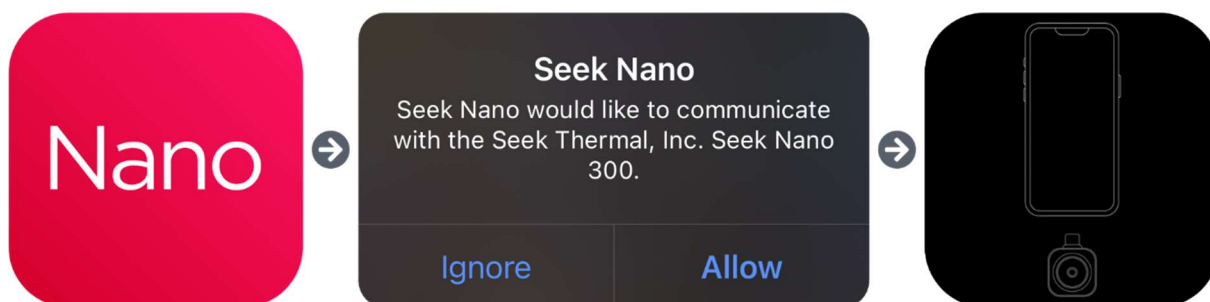 Nano
Seek Nano
Seek Nano would like to communicate
with the Seek Thermal, Inc. Seek Nano
300.
Ignore
Allow